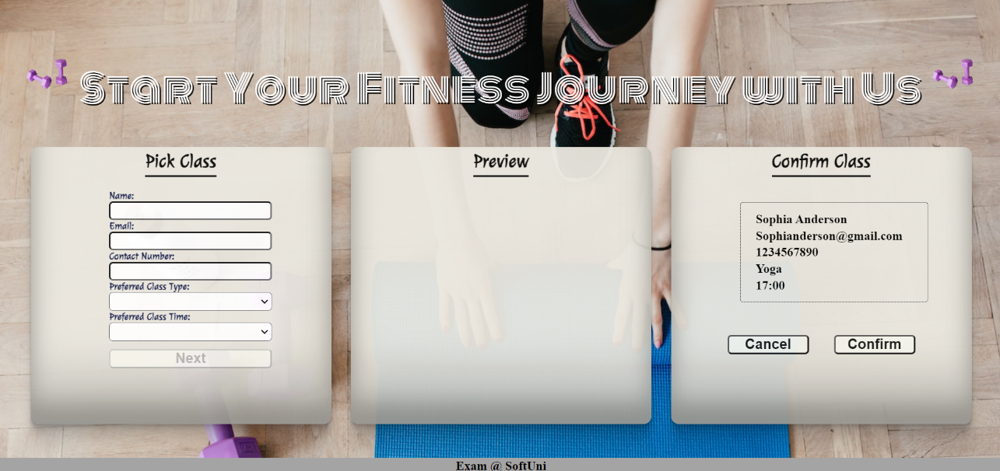 Start Your Fitness Journey with Us
Pick Class
Name:
Email:
Contact Number:
Preferred Class Type:
Preferred Class Time:
Next
Preview
Confirm Class
Sophia Anderson
Sophianderson@gmail.com
1234567890
Yoga
17:00
Cancel
Confirm
Exam @ SoftUni